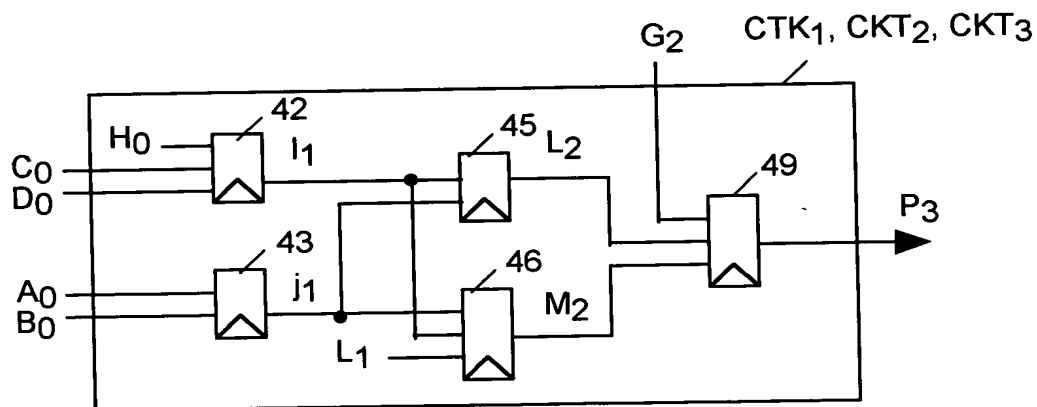 CTK1, CKT2, CKT3
G2
42
H0
I1
C0
D0
45
L2
49
P3
43
A0
j1
B0
46
M2
L1